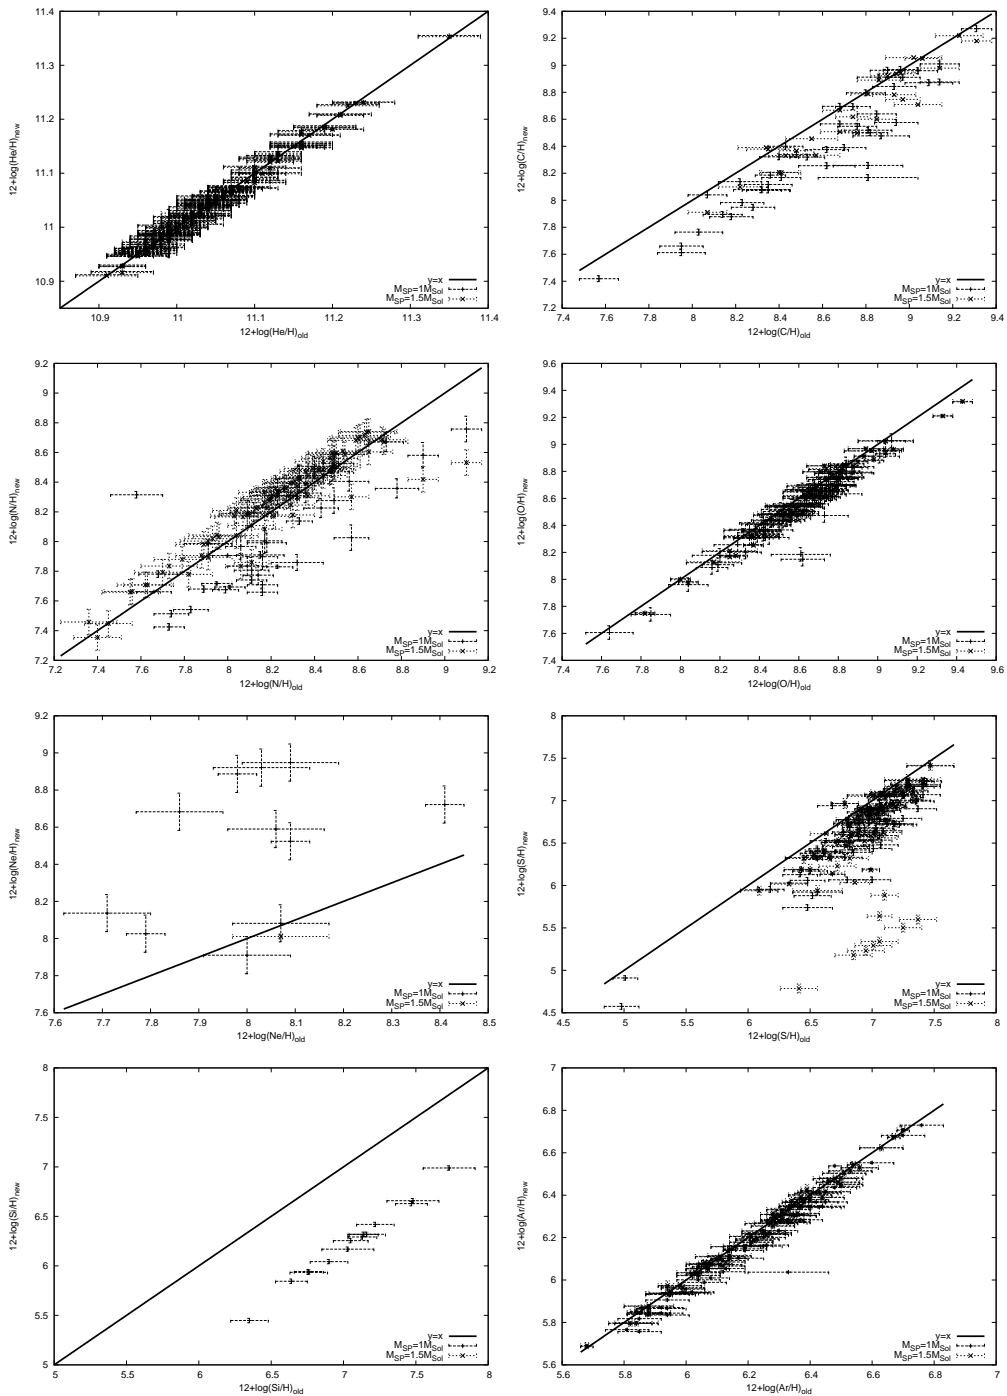 11.4
11.3
11.2
11.1
11
10.9
12+log(He/H)new
10.9 11 11.1 11.2 11.3 11.4
12+log(He/H)old
y=x
MSP=1MSol
MSP=1.5MSol
9.4
9.2
9
8.8
8.6
8.4
8.2
8
7.8
7.6
7.4
7.2
12+log(C/H)new
7.4 7.6 7.8 8 8.2 8.4 8.6 8.8 9 9.2 9.4
12+log(C/H)old
y=x
MSP=1MSol
MSP=1.5MSol
9.2
9
8.8
8.6
8.4
8.2
8
7.8
7.6
7.4
7.2
12+log(N/H)new
7.2 7.4 7.6 7.8 8 8.2 8.4 8.6 8.8 9 9.2
12+log(N/H)old
y=x
MSP=1MSol
MSP=1.5MSol
9.6
9.4
9.2
9
8.8
8.6
8.4
8.2
8
7.8
7.6
7.4
12+log(O/H)new
7.4 7.6 7.8 8 8.2 8.4 8.6 8.8 9 9.2 9.4 9.6
12+log(O/H)old
y=x
MSP=1MSol
MSP=1.5MSol
9.2
9
8.8
8.6
8.4
8.2
8
7.8
7.6
12+log(Ne/H)new
7.6 7.7 7.8 7.9 8 8.1 8.2 8.3 8.4 8.5
12+log(Ne/H)old
y=x
MSP=1MSol
MSP=1.5MSol
8
7.5
7
6.5
6
5.5
5
4.5
12+log(S/H)new
4.5 5 5.5 6 6.5 7 7.5 8
12+log(S/H)old
y=x
MSP=1MSol
MSP=1.5MSol
8
7.5
7
6.5
6
5.5
5
12+log(Si/H)new
5 5.5 6 6.5 7 7.5 8
12+log(Si/H)old
y=x
MSP=1MSol
MSP=1.5MSol
7
6.8
6.6
6.4
6.2
6
5.8
5.6
12+log(Ar/H)new
5.6 5.8 6 6.2 6.4 6.6 6.8 7
12+log(Ar/H)old
y=x
MSP=1MSol
MSP=1.5MSol